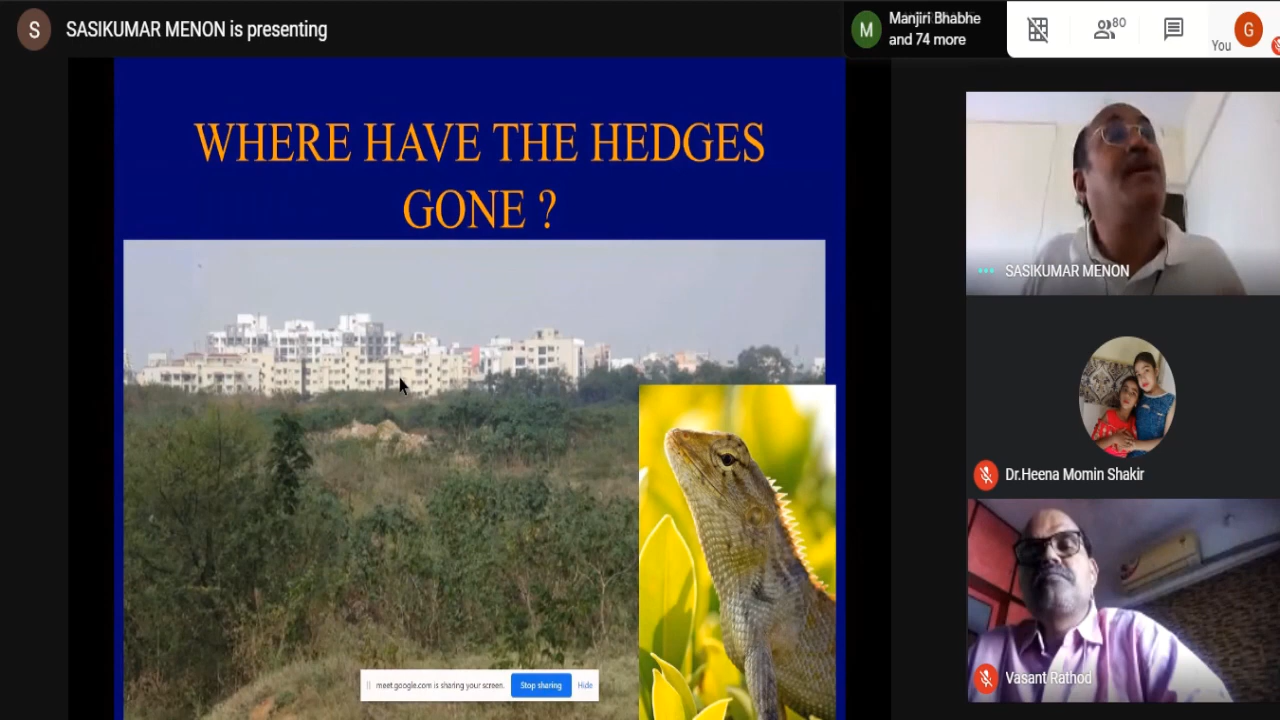 S
SASIKUMAR MENON is presenting
M
Manjiri Bhabhe
and 74 more
80
You
G
WHERE HAVE THE HEDGES
GONE ?
SASIKUMAR MENON
Dr.Heena Momin Shakir
Vasant Rathod
meet.google.com is sharing your screen.
Stop sharing
Hide